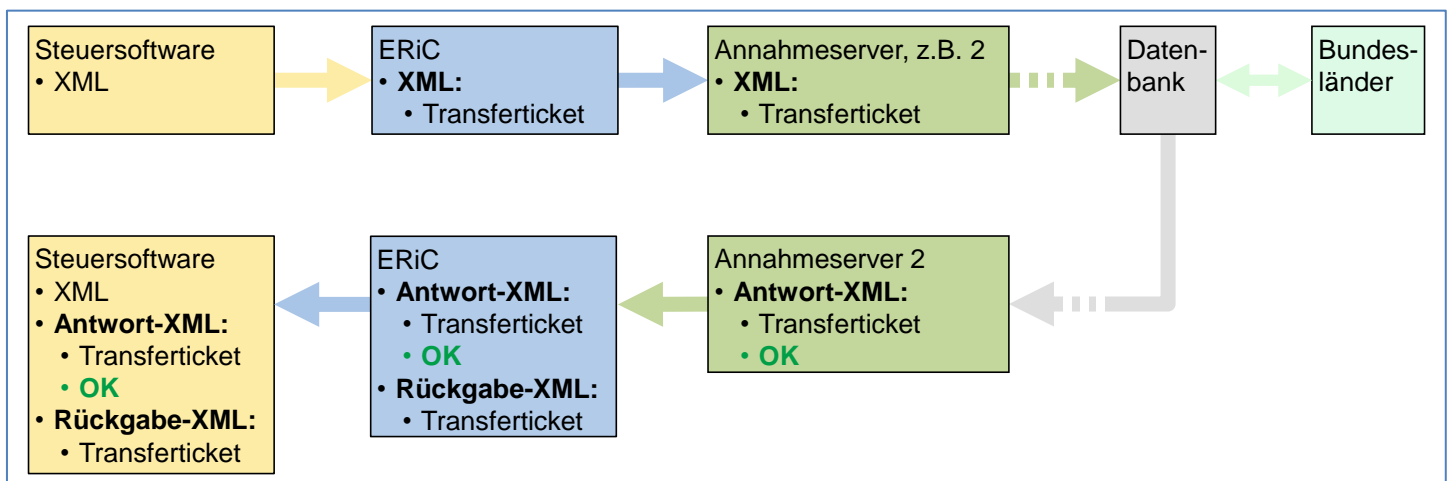 Steuersoftware
• XML
ERiC
• XML:
• Transferticket
Annahmeserver, z.B. 2
• XML:
• Transferticket
Daten-
bank
Bundes-
länder
Steuersoftware
• XML
• Antwort-XML:
• Transferticket
• OK
• Rückgabe-XML:
• Transferticket
ERiC
• Antwort-XML:
• Transferticket
• OK
• Rückgabe-XML:
• Transferticket
Annahmeserver 2
• Antwort-XML:
• Transferticket
• OK